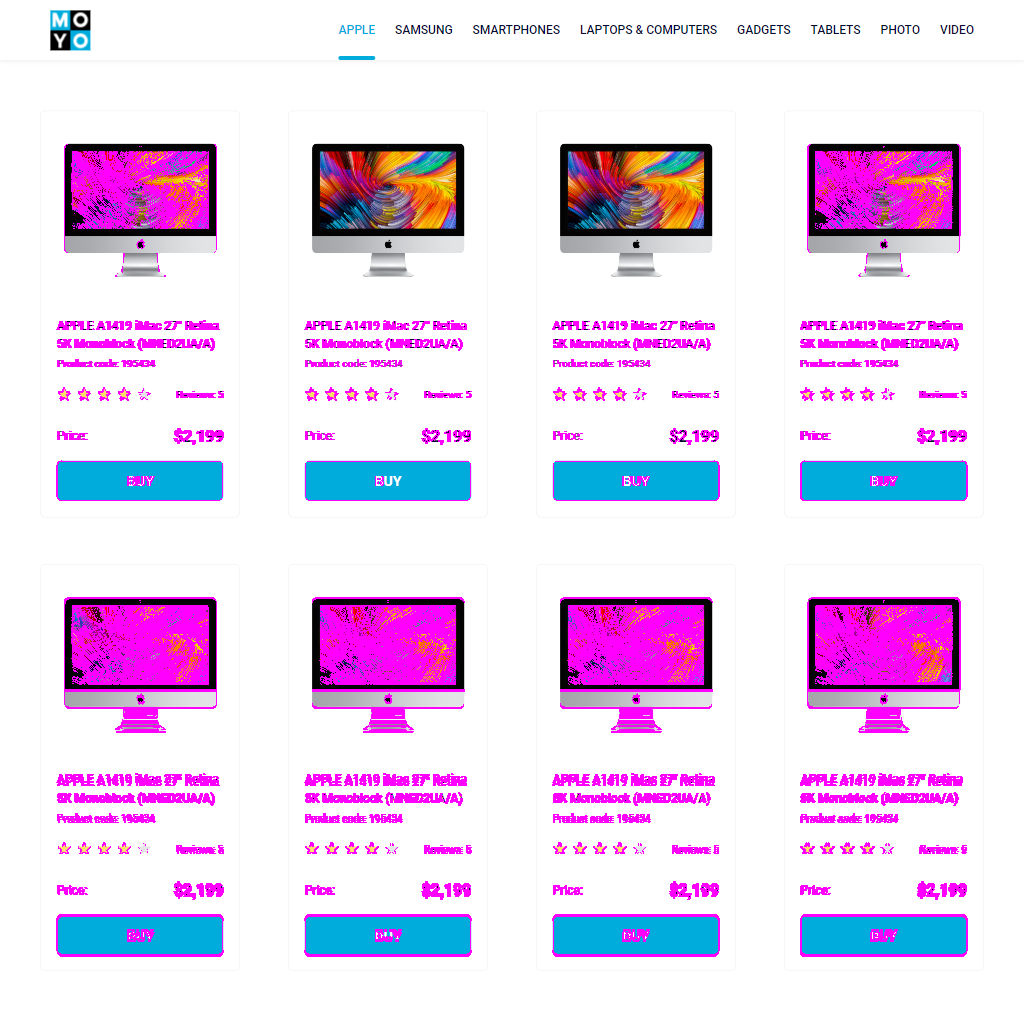 MO
YO
APPLE SAMSUNG SMARTPHONES LAPTOPS & COMPUTERS GADGETS TABLETS PHOTO VIDEO
APPLE A1419 iMac 27" Retina
5K Monoblock (MNED2UA/A)
Product code: 195434
Reviews: 5
Price: $2,199
BUY
APPLE A1419 iMac 27" Retina
5K Monoblock (MNED2UA/A)
Product code: 195434
Reviews: 5
Price: $2,199
BUY
APPLE A1419 iMac 27" Retina
5K Monoblock (MNED2UA/A)
Product code: 195434
Reviews: 5
Price: $2,199
BUY
APPLE A1419 iMac 27" Retina
5K Monoblock (MNED2UA/A)
Product code: 195434
Reviews: 5
Price: $2,199
BUY
APPLE A1419 iMac 27" Retina
5K Monoblock (MNED2UA/A)
Product code: 195434
Reviews: 5
Price: $2,199
BUY
APPLE A1419 iMac 27" Retina
5K Monoblock (MNED2UA/A)
Product code: 195434
Reviews: 5
Price: $2,199
BUY
APPLE A1419 iMac 27" Retina
5K Monoblock (MNED2UA/A)
Product code: 195434
Reviews: 5
Price: $2,199
BUY
APPLE A1419 iMac 27" Retina
5K Monoblock (MNED2UA/A)
Product code: 195434
Reviews: 5
Price: $2,199
BUY